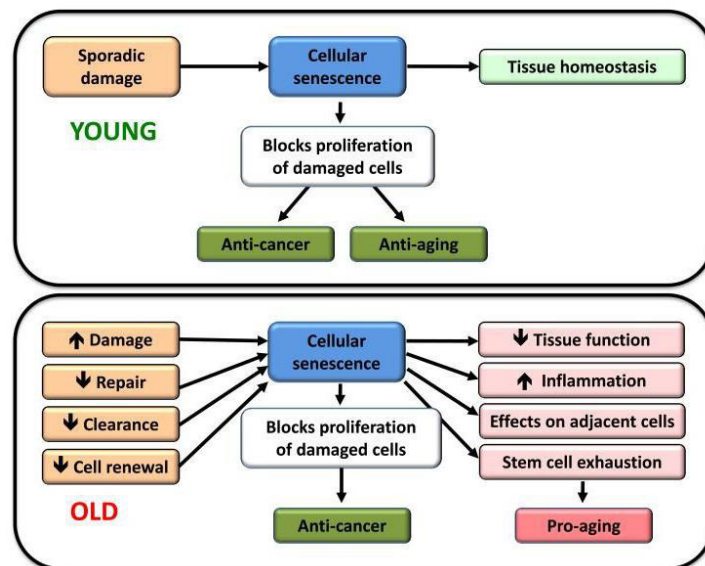 Sporadic
damage
Cellular
senescence
Tissue homeostasis
YOUNG
Blocks proliferation
of damaged cells
Anti-cancer
Anti-aging
↑ Damage
↓ Repair
↓ Clearance
↓ Cell renewal
OLD
Cellular
senescence
Blocks proliferation
of damaged cells
Anti-cancer
↓ Tissue function
↑ Inflammation
Effects on adjacent cells
Stem cell exhaustion
Pro-aging